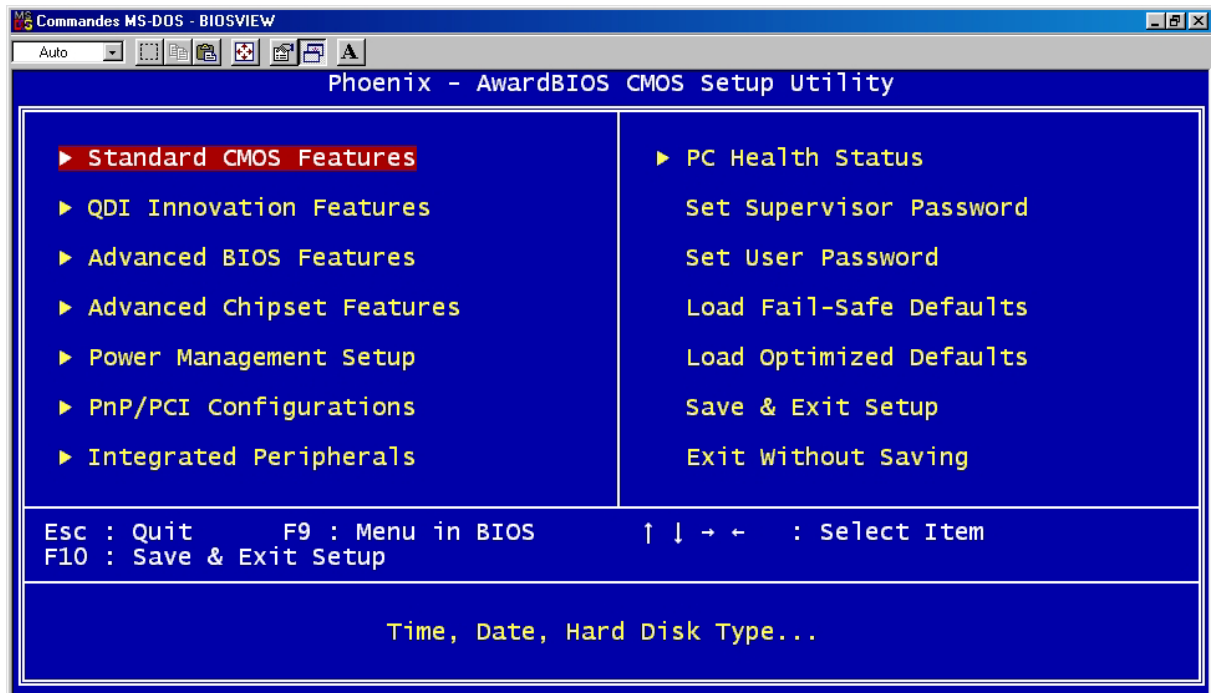 Commandes MS-DOS - BIOSVIEW
Auto
A
Phoenix - AwardBIOS CMOS Setup Utility
▶ Standard CMOS Features
▶ QDI Innovation Features
▶ Advanced BIOS Features
▶ Advanced Chipset Features
▶ Power Management Setup
▶ PnP/PCI Configurations
▶ Integrated Peripherals
▶ PC Health Status
Set Supervisor Password
Set User Password
Load Fail-Safe Defaults
Load Optimized Defaults
Save & Exit Setup
Exit Without Saving
Esc : Quit F9 : Menu in BIOS ↑ ↓ → ← : Select Item
F10 : Save & Exit Setup
Time, Date, Hard Disk Type...